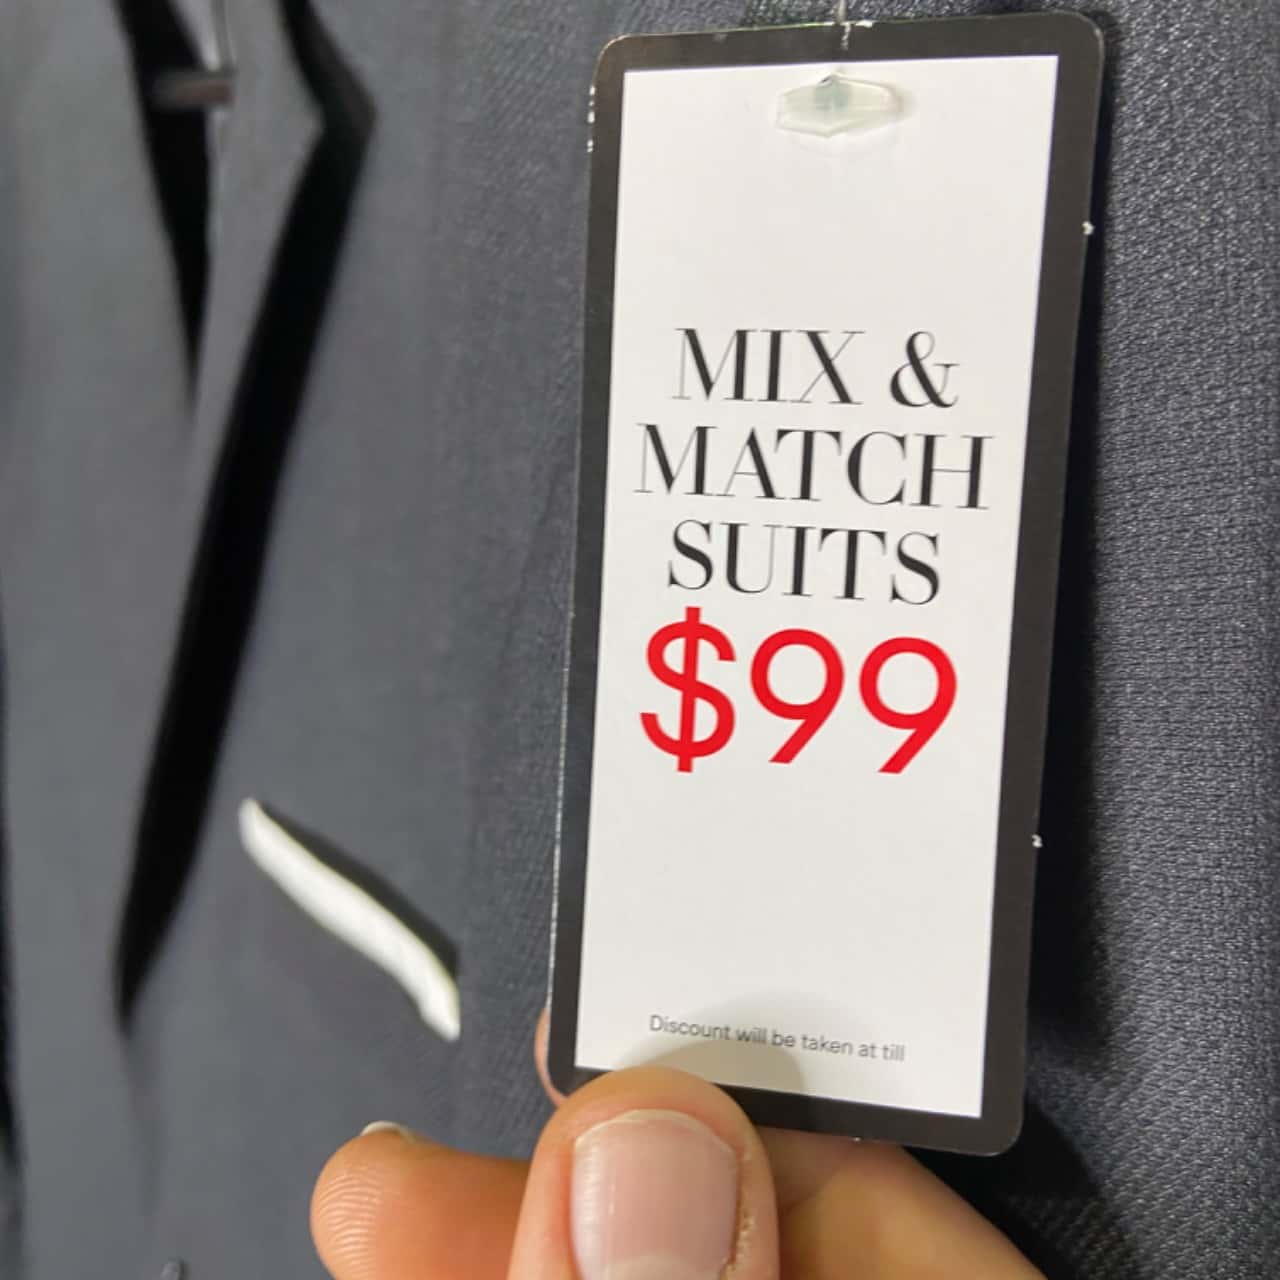 MIX &
MATCH
SUITS
$99
Discount will be taken at till